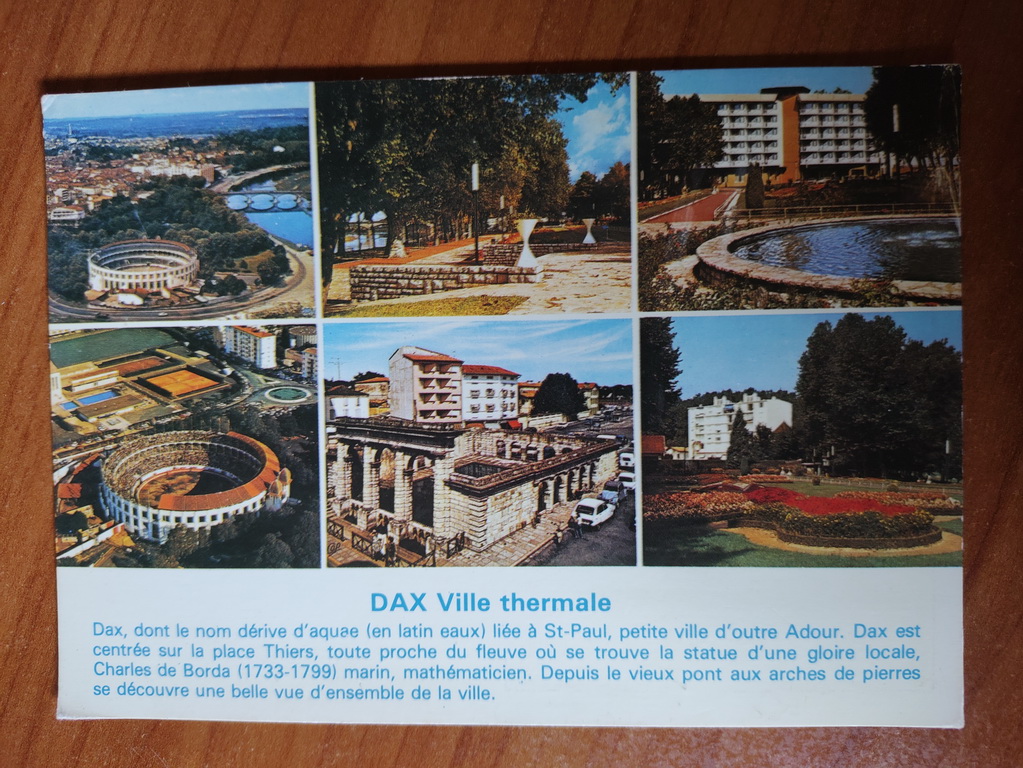 DAX Ville thermale
Dax, dont le nom dérive d'aquae (en latin eaux) liée à St-Paul, petite ville d'outre Adour. Dax est
centrée sur la place Thiers, toute proche du fleuve où se trouve la statue d'une gloire locale,
Charles de Borda (1733-1799) marin, mathématicien. Depuis le vieux pont aux arches de pierres
se découvre une belle vue d'ensemble de la ville.